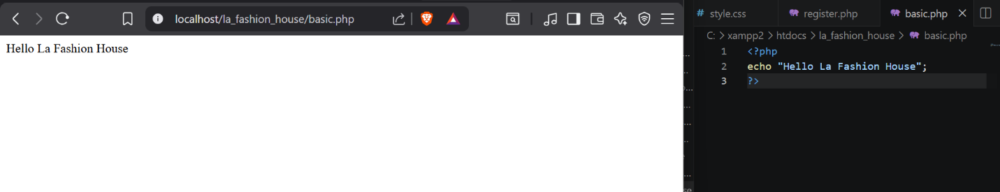 localhost/la_fashion_house/basic.php
Hello La Fashion House
# style.css
register.php
basic.php
C: > xampp2 > htdocs > la_fashion_house > basic.php
1 <?php
2 echo "Hello La Fashion House";
3 ?>